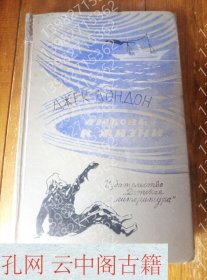 ДЖЕК ЛОНДОН
ЛЮБОВЬ
К ЖИЗНИ
Издательство
"Детская
литература"
孔网 云中阁古籍